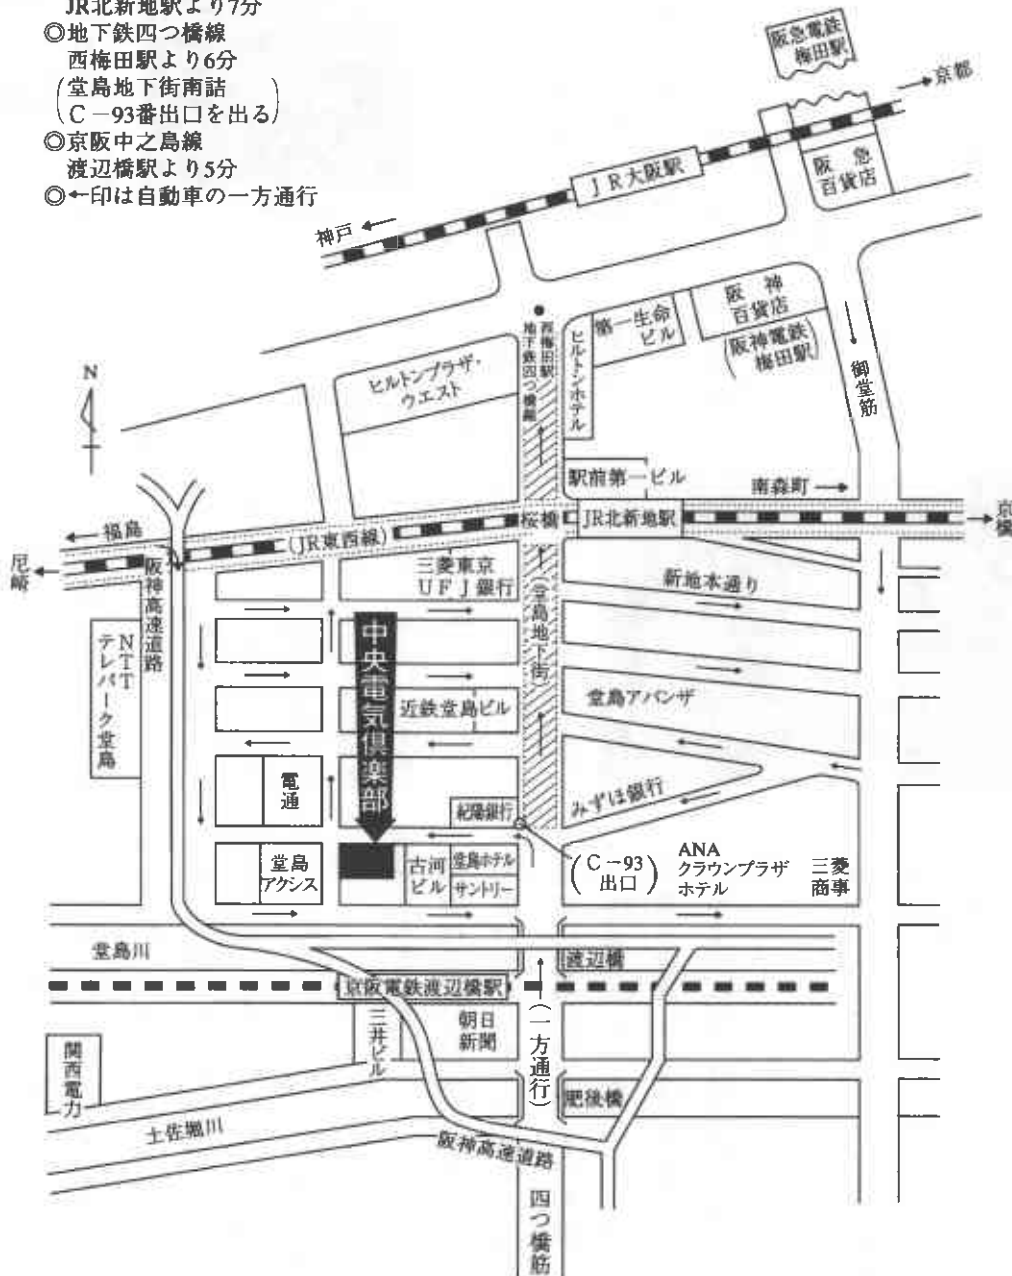 JR北新地駅より7分
◎地下鉄四つ橋線
西梅田駅より6分
(堂島地下街南詰
C-93番出口を出る)
◎京阪中之島線
渡辺橋駅より5分
◎←印は自動車の一方通行
阪急電鉄
梅田駅
京都
JR大阪駅
阪急
百貨店
神戸
阪神
百貨店
(阪神電鉄
梅田駅)
第一生命
ビル
ヒルトンホテル
西梅田駅
地下鉄四つ橋線
ヒルトンプラザ・
ウエスト
御堂筋
N
駅前第一ビル
南森町
京橋
福島
尼崎
(JR東西線)
桜橋
JR北新地駅
阪神高速道路
三菱東京
UFJ銀行
新地本通り
(堂島地下街)
中央電気倶楽部
NTT
テレパーク堂島
近鉄堂島ビル
堂島アバンザ
電通
紀陽銀行
みずほ銀行
堂島
アクシス
古河
ビル
堂島ホテル
サントリー
(C-93
出口)
ANA
クラウンプラザ
ホテル
三菱
商事
堂島川
渡辺橋
京阪電鉄渡辺橋駅
三井ビル
朝日
新聞
(一方通行)
関西電力
肥後橋
土佐堀川
阪神高速道路
四つ橋筋